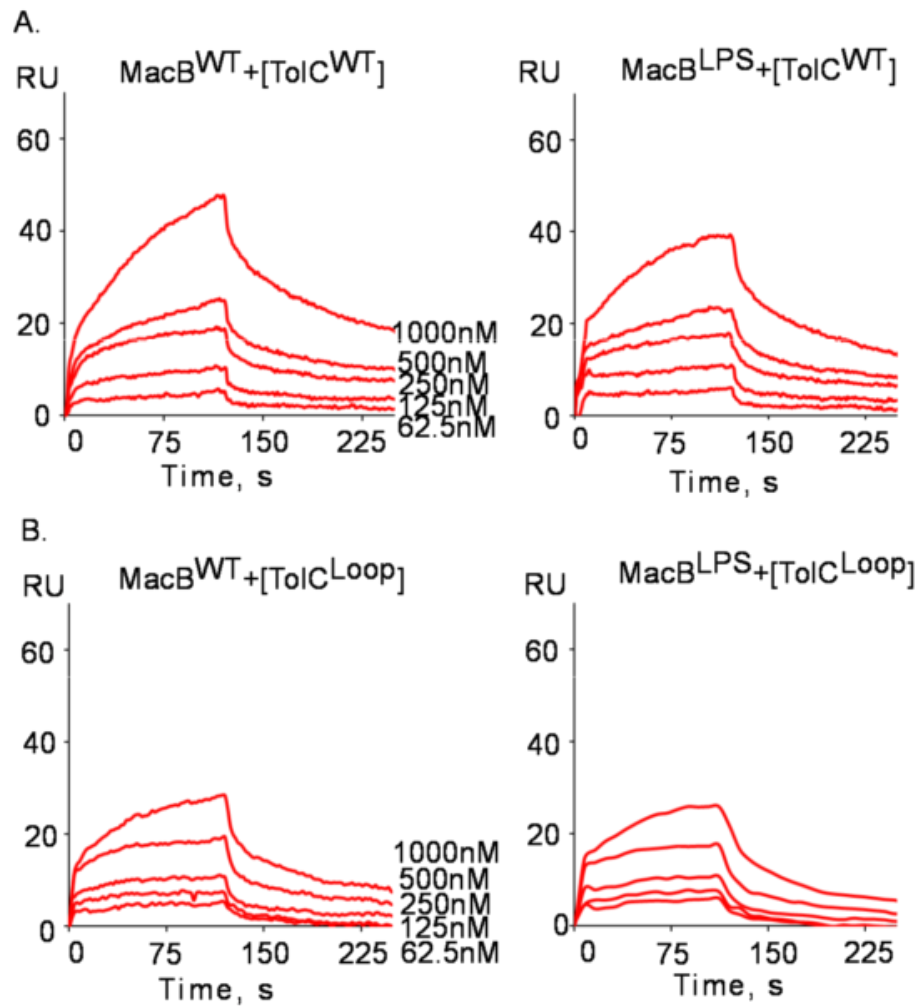 A.
RU MacB^WT+[TolC^WT] RU MacB^LPS+[TolC^WT]
60 60
40 40
20 1000nM 20
500nM
250nM
125nM
0 62.5nM 0
0 75 150 225 0 75 150 225
Time, s Time, s
B.
RU MacB^WT+[TolC^Loop] RU MacB^LPS+[TolC^Loop]
60 60
40 40
20 20
1000nM
500nM
250nM
125nM
0 62.5nM 0
0 75 150 225 0 75 150 225
Time, s Time, s